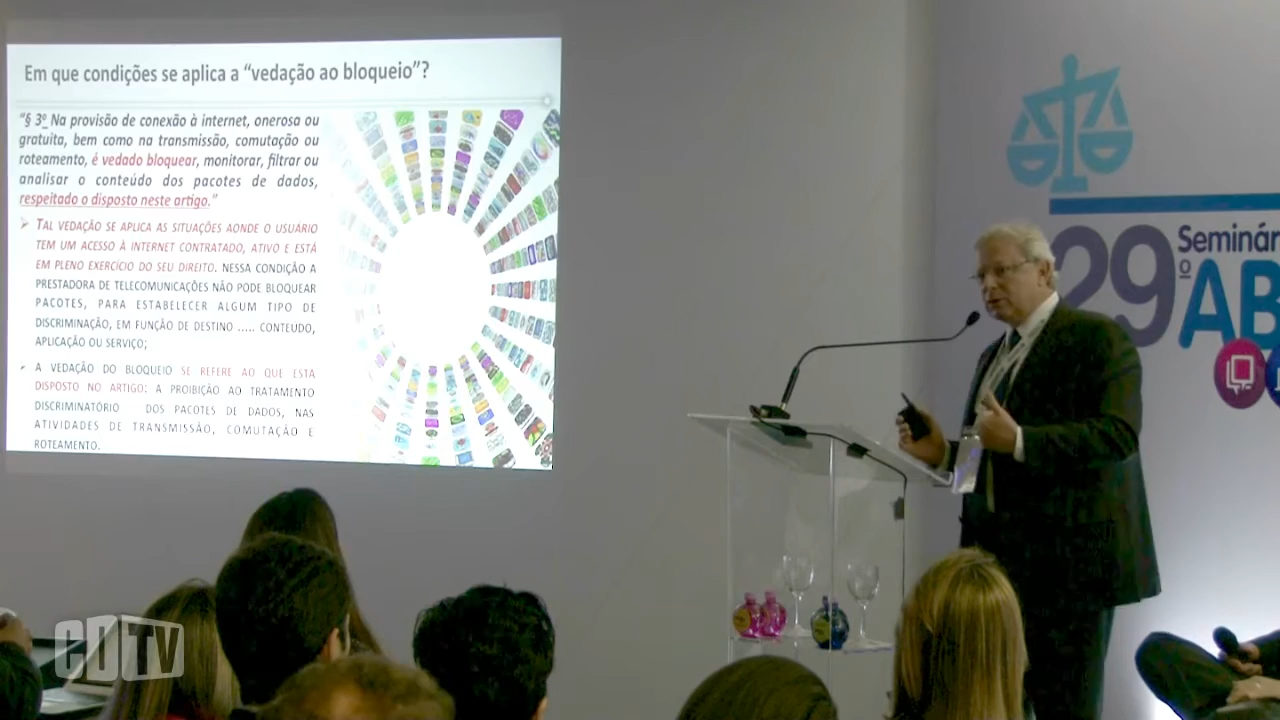 Em que condições se aplica a “vedação ao bloqueio”?
“§ 3º Na provisão de conexão à internet, onerosa ou
gratuita, bem como na transmissão, comutação ou
roteamento, é vedado bloquear, monitorar, filtrar ou
analisar o conteúdo dos pacotes de dados,
respeitado o disposto neste artigo.”
TAL VEDAÇÃO SE APLICA AS SITUAÇÕES AONDE O USUÁRIO
TEM UM ACESSO À INTERNET CONTRATADO, ATIVO E ESTÁ
EM PLENO EXERCÍCIO DO SEU DIREITO. NESSA CONDIÇÃO A
PRESTADORA DE TELECOMUNICAÇÕES NÃO PODE BLOQUEAR
PACOTES, PARA ESTABELECER ALGUM TIPO DE
DISCRIMINAÇÃO, EM FUNÇÃO DE DESTINO ..... CONTEUDO,
APLICAÇÃO OU SERVIÇO;
A VEDAÇÃO DO BLOQUEIO SE REFERE AO QUE ESTA
DISPOSTO NO ARTIGO: A PROIBIÇÃO AO TRATAMENTO
DISCRIMINATÓRIO DOS PACOTES DE DADOS, NAS
ATIVIDADES DE TRANSMISSÃO, COMUTAÇÃO E
ROTEAMENTO.
29º Seminár
AB
CDTV